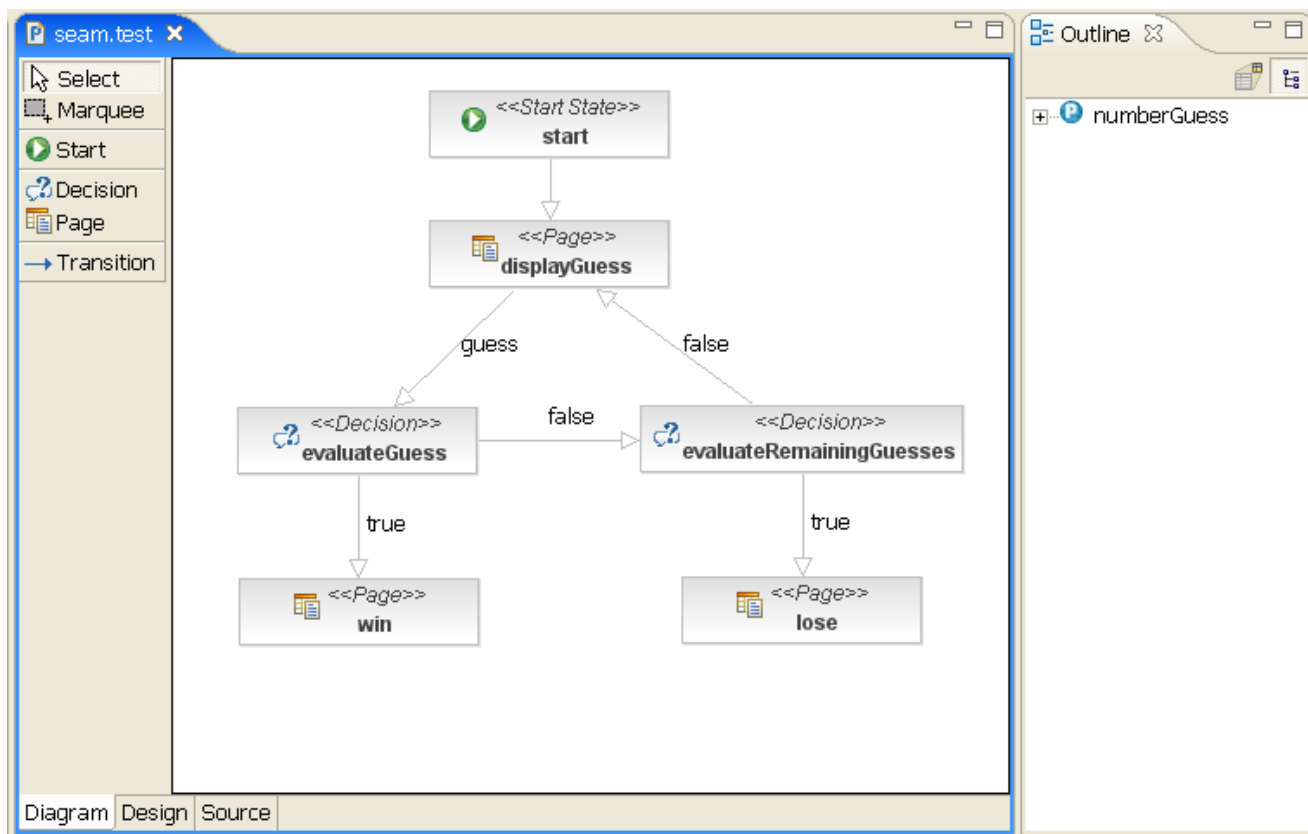 seam.test
Select
Marquee
Start
Decision
Page
Transition
<<Start State>>
start
<<Page>>
displayGuess
guess
false
<<Decision>>
evaluateGuess
false
<<Decision>>
evaluateRemainingGuesses
true
true
<<Page>>
win
<<Page>>
lose
Diagram Design Source
Outline
numberGuess